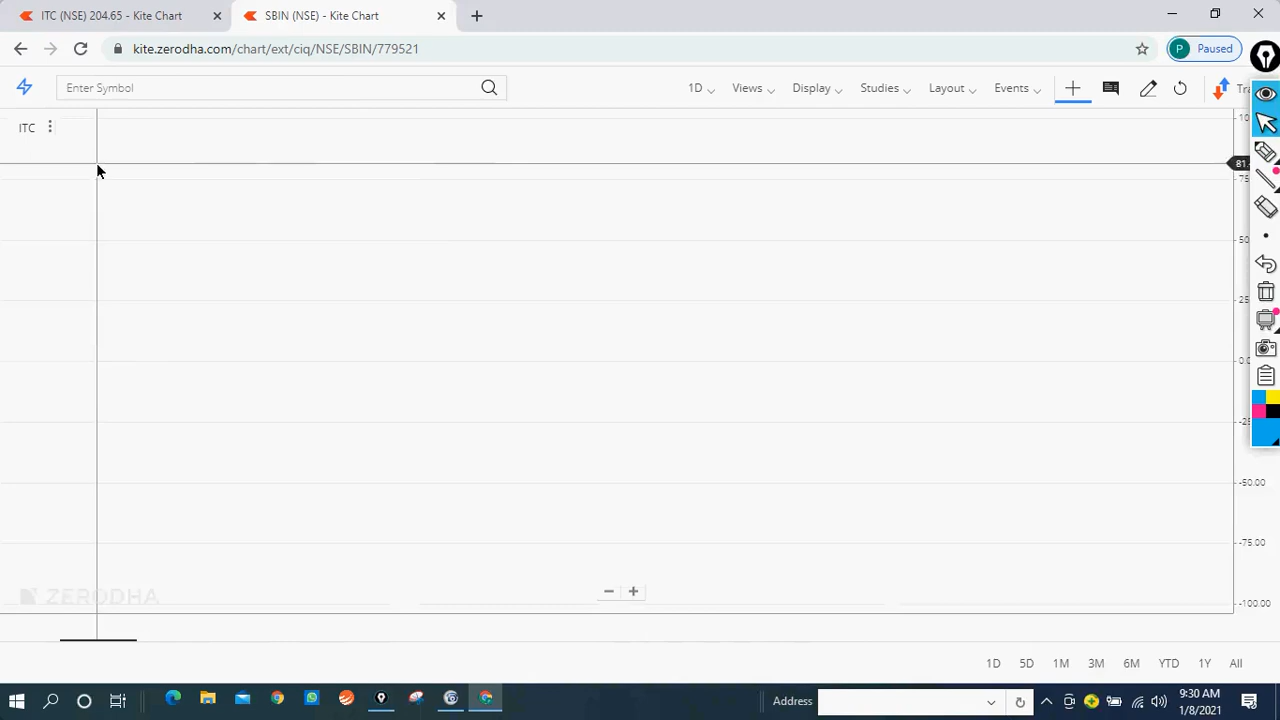 ITC (NSE) 204.65 - Kite Chart
SBIN (NSE) - Kite Chart
kite.zerodha.com/chart/ext/ciq/NSE/SBIN/779521
P Paused
Enter Symbol
1D Views Display Studies Layout Events
ITC
-50.00
-75.00
-100.00
ZERODHA
1D 5D 1M 3M 6M YTD 1Y All
Address
9:30 AM
1/8/2021